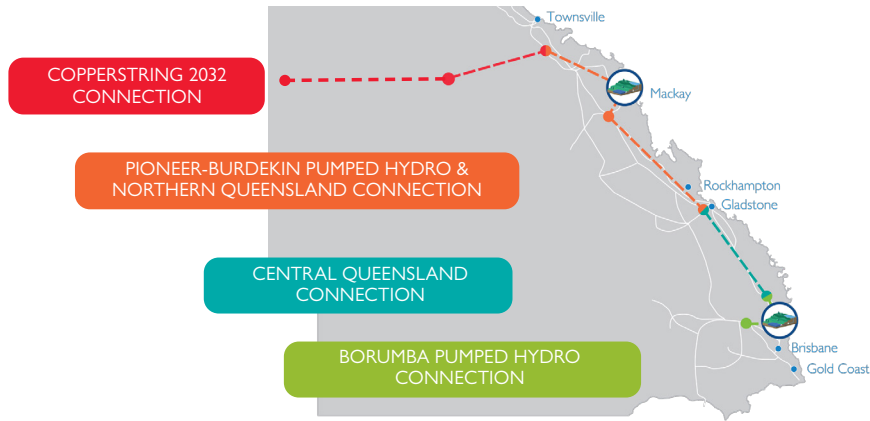 Townsville
COPPERSTRING 2032
CONNECTION
Mackay
PIONEER-BURDEKIN PUMPED HYDRO &
NORTHERN QUEENSLAND CONNECTION
Rockhampton
Gladstone
CENTRAL QUEENSLAND
CONNECTION
BORUMBA PUMPED HYDRO
CONNECTION
Brisbane
Gold Coast